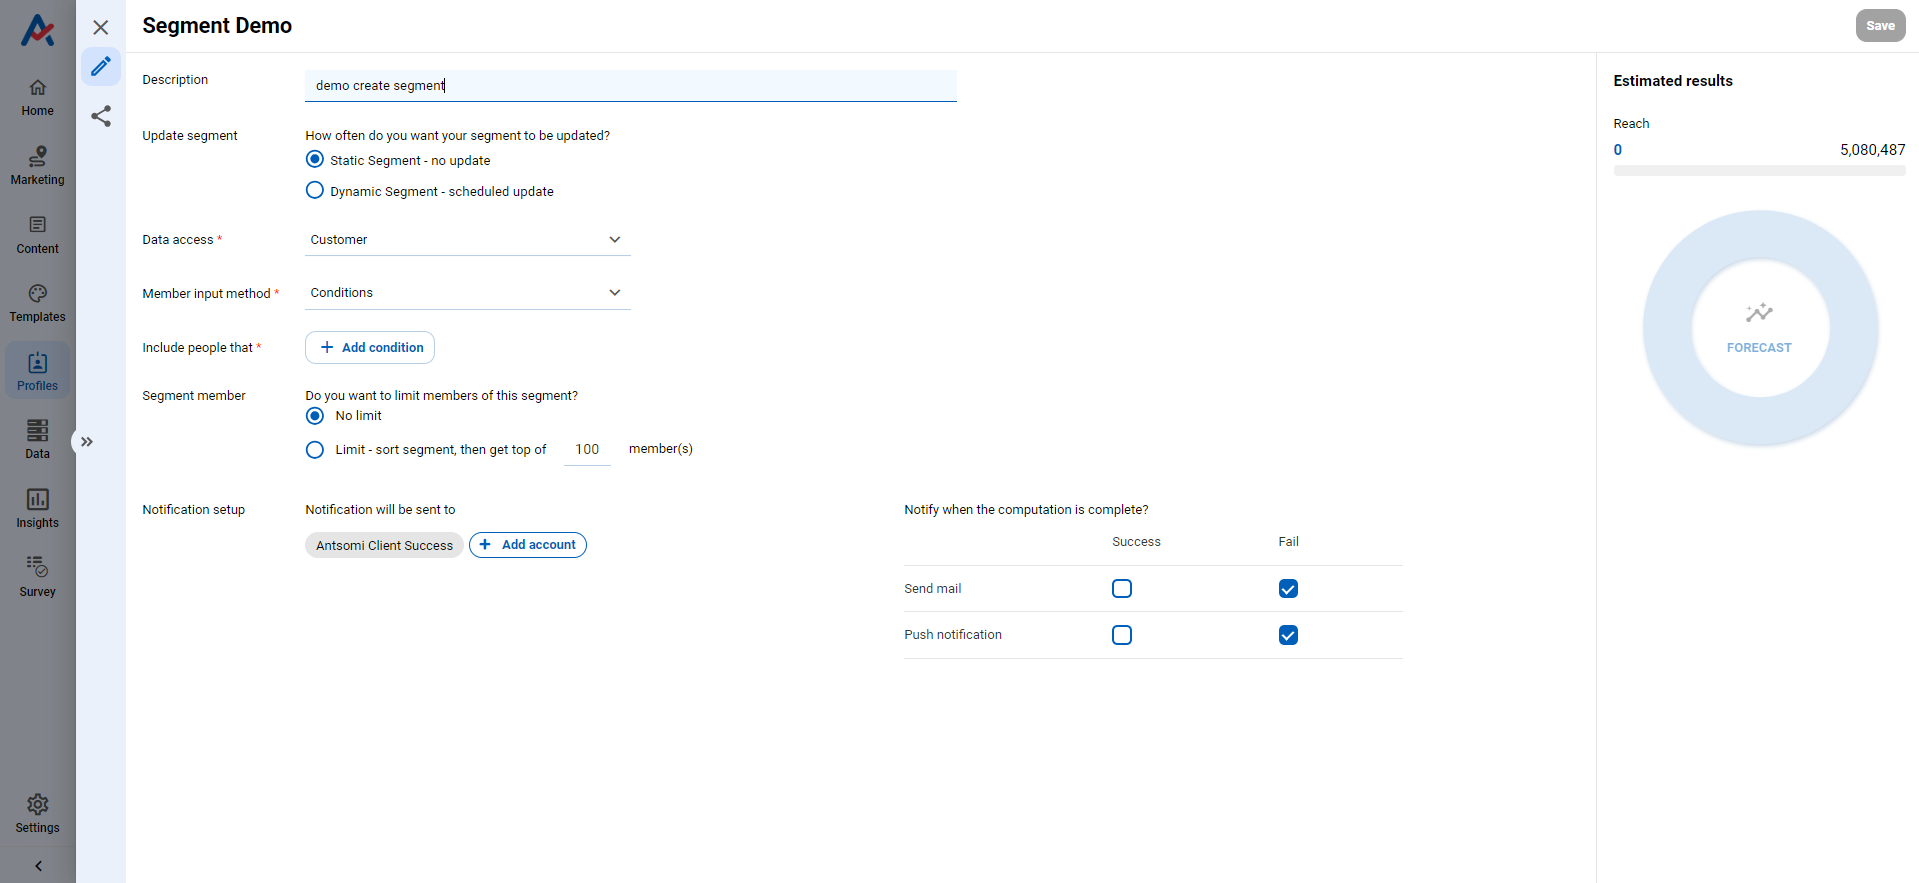 Segment Demo
Save
Home
Marketing
Content
Templates
Profiles
Data
Insights
Survey
Settings
Description
demo create segment
Update segment
How often do you want your segment to be updated?
Static Segment - no update
Dynamic Segment - scheduled update
Data access *
Customer
Member input method *
Conditions
Include people that *
+ Add condition
Segment member
Do you want to limit members of this segment?
No limit
Limit - sort segment, then get top of 100 member(s)
Notification setup
Notification will be sent to
Antsomi Client Success
+ Add account
Notify when the computation is complete?
Success Fail
Send mail
Push notification
Estimated results
Reach
0 5,080,487
FORECAST